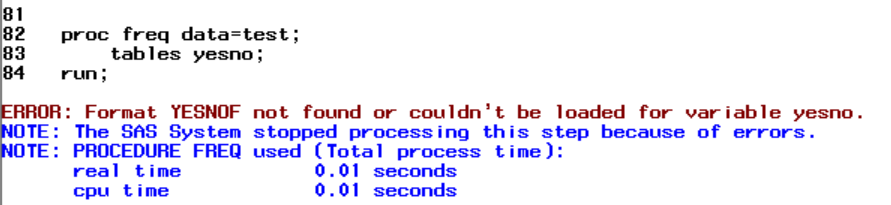 81
82   proc freq data=test;
83       tables yesno;
84   run;
ERROR: Format YESNOF not found or couldn't be loaded for variable yesno.
NOTE: The SAS System stopped processing this step because of errors.
NOTE: PROCEDURE FREQ used (Total process time):
      real time           0.01 seconds
      cpu time            0.01 seconds